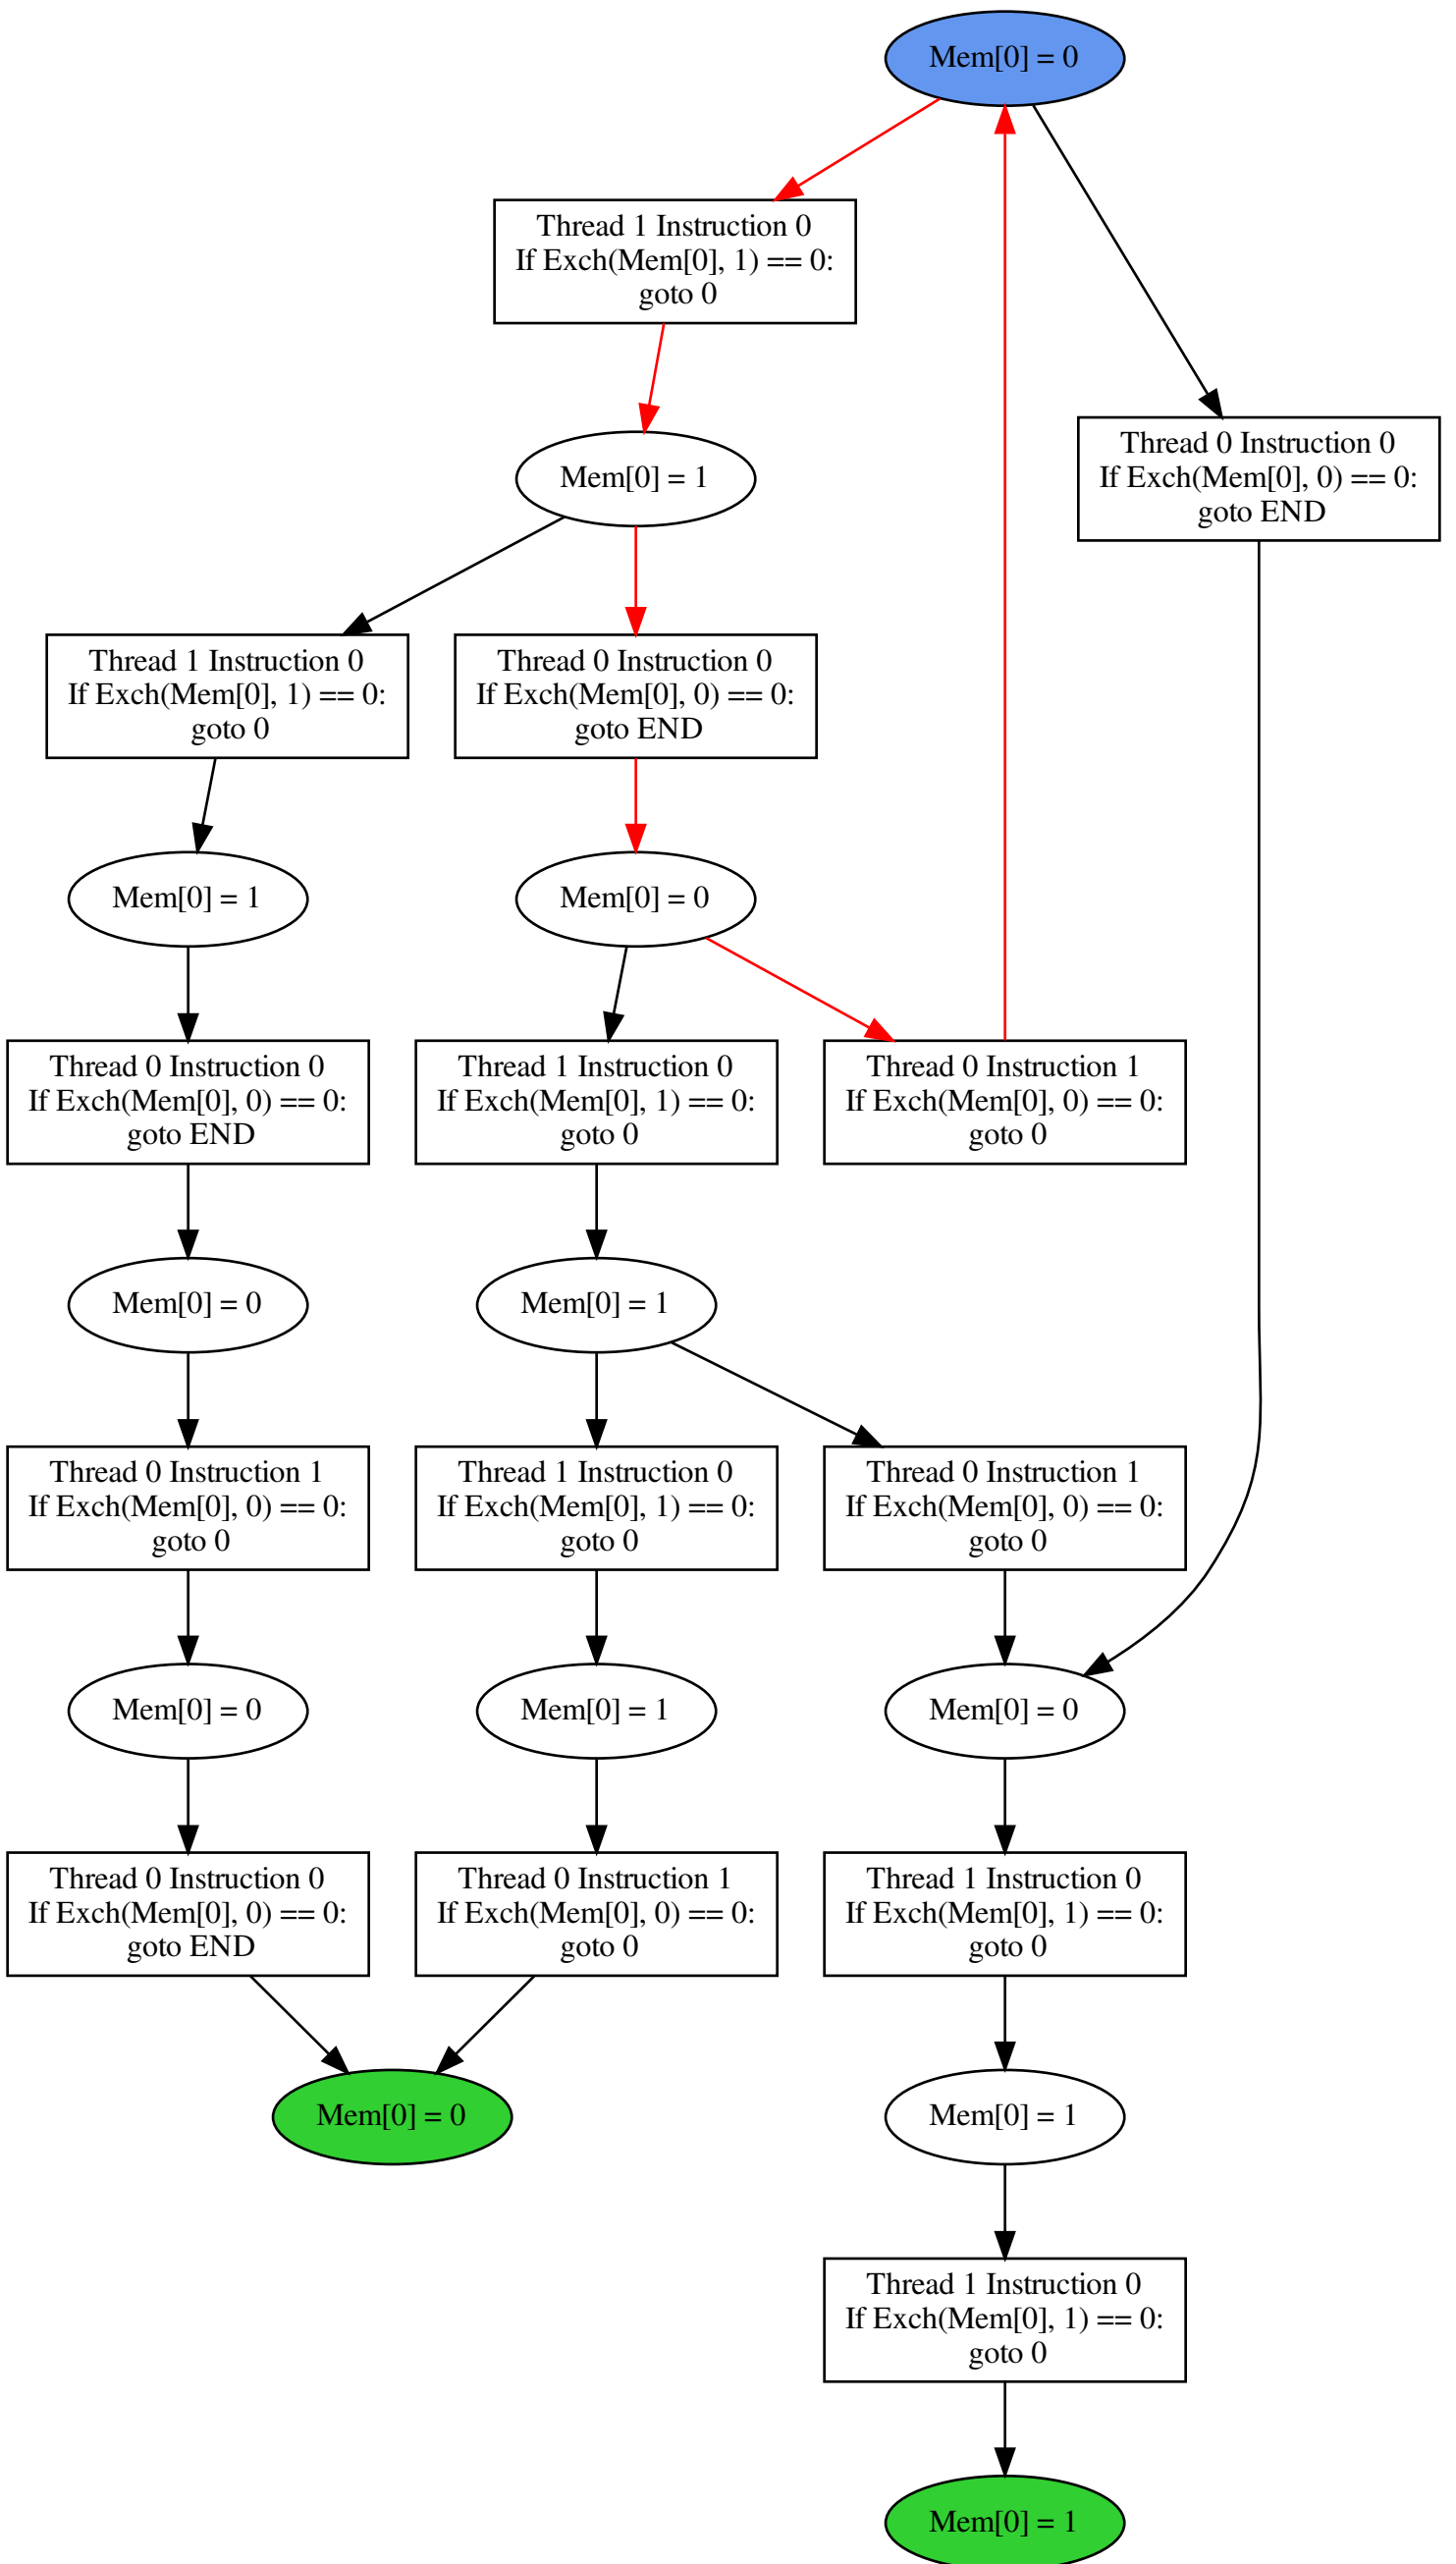 Mem[0] = 0
Thread 1 Instruction 0
If Exch(Mem[0], 1) == 0:
goto 0
Thread 0 Instruction 0
If Exch(Mem[0], 0) == 0:
goto END
Mem[0] = 1
Thread 1 Instruction 0
If Exch(Mem[0], 1) == 0:
goto 0
Thread 0 Instruction 0
If Exch(Mem[0], 0) == 0:
goto END
Mem[0] = 1
Mem[0] = 0
Thread 0 Instruction 0
If Exch(Mem[0], 0) == 0:
goto END
Thread 1 Instruction 0
If Exch(Mem[0], 1) == 0:
goto 0
Thread 0 Instruction 1
If Exch(Mem[0], 0) == 0:
goto 0
Mem[0] = 0
Mem[0] = 1
Thread 0 Instruction 1
If Exch(Mem[0], 0) == 0:
goto 0
Thread 1 Instruction 0
If Exch(Mem[0], 1) == 0:
goto 0
Thread 0 Instruction 1
If Exch(Mem[0], 0) == 0:
goto 0
Mem[0] = 0
Mem[0] = 1
Mem[0] = 0
Thread 0 Instruction 0
If Exch(Mem[0], 0) == 0:
goto END
Thread 0 Instruction 1
If Exch(Mem[0], 0) == 0:
goto 0
Thread 1 Instruction 0
If Exch(Mem[0], 1) == 0:
goto 0
Mem[0] = 0
Mem[0] = 1
Thread 1 Instruction 0
If Exch(Mem[0], 1) == 0:
goto 0
Mem[0] = 1